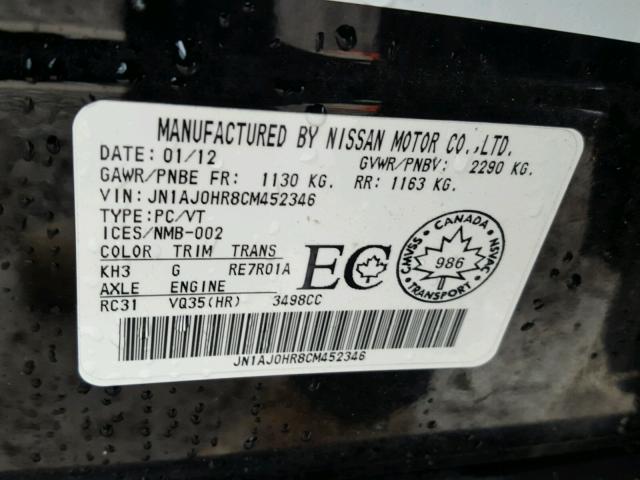 MANUFACTURED BY NISSAN MOTOR CO.,LTD.
DATE: 01/12 GVWR/PNBV: 2290 KG.
GAWR/PNBE FR: 1130 KG. RR: 1163 KG.
VIN: JN1AJ0HR8CM452346
TYPE: PC/VT
ICES/NMB-002
COLOR TRIM TRANS
KH3 G RE7R01A
AXLE ENGINE
RC31 VQ35(HR) 3498CC
EC
CANADA
CMVSS 986 NSVAC
TRANSPORT
JN1AJ0HR8CM452346